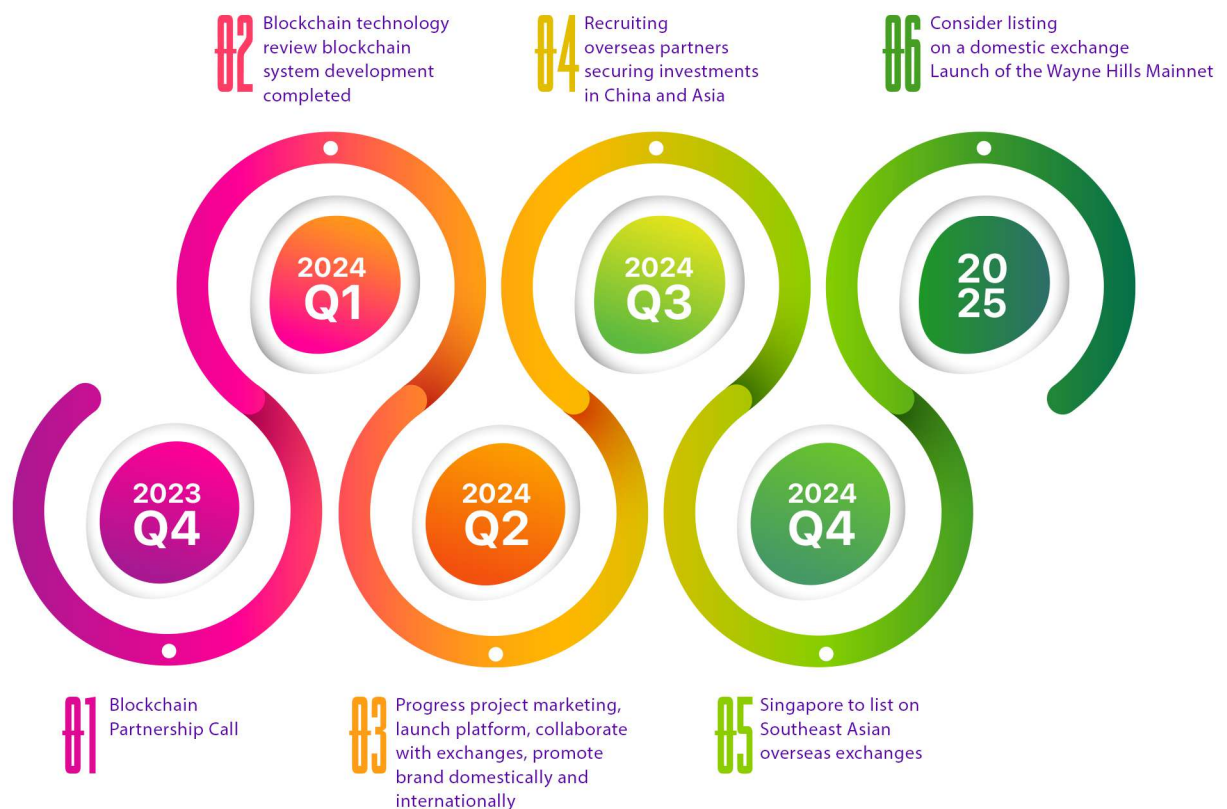 02
Blockchain technology
review blockchain
system development
completed
04
Recruiting
overseas partners
securing investments
in China and Asia
06
Consider listing
on a domestic exchange
Launch of the Wayne Hills Mainnet
2024
Q1
2024
Q3
20
25
2023
Q4
2024
Q2
2024
Q4
01
Blockchain
Partnership Call
03
Progress project marketing,
launch platform, collaborate
with exchanges, promote
brand domestically and
internationally
05
Singapore to list on
Southeast Asian
overseas exchanges